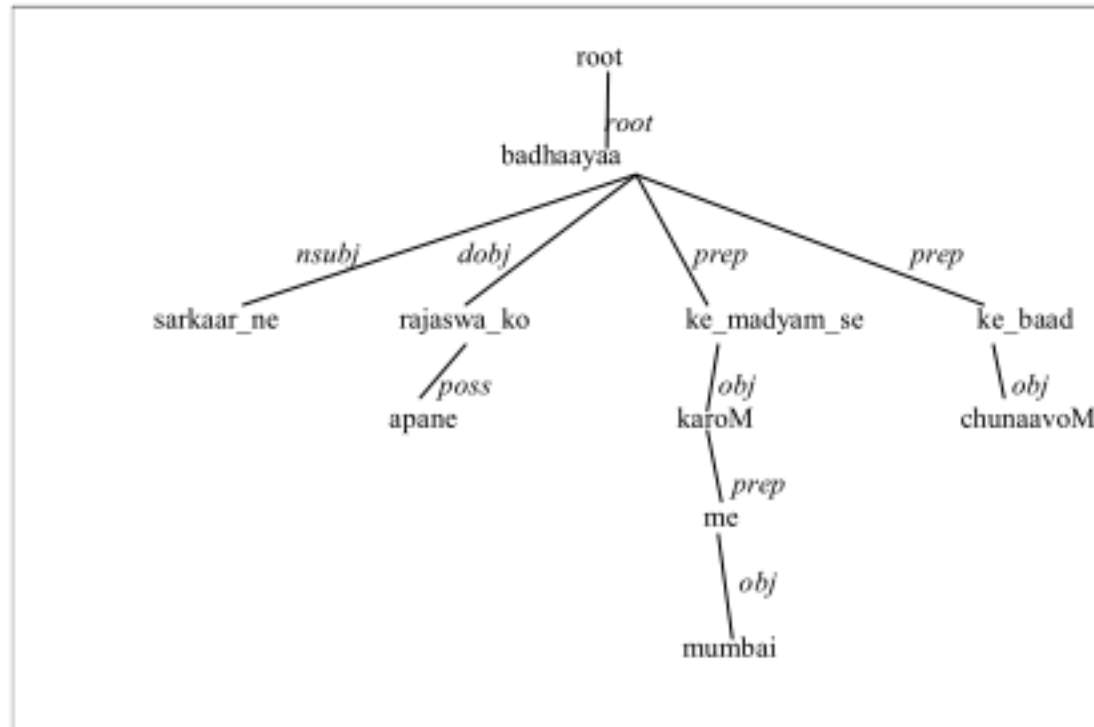 root
root
badhaayaa
nsubj dobj prep prep
sarkaar_ne rajaswa_ko ke_madyam_se ke_baad
poss obj obj
apane karoM chunaavoM
prep
me
obj
mumbai